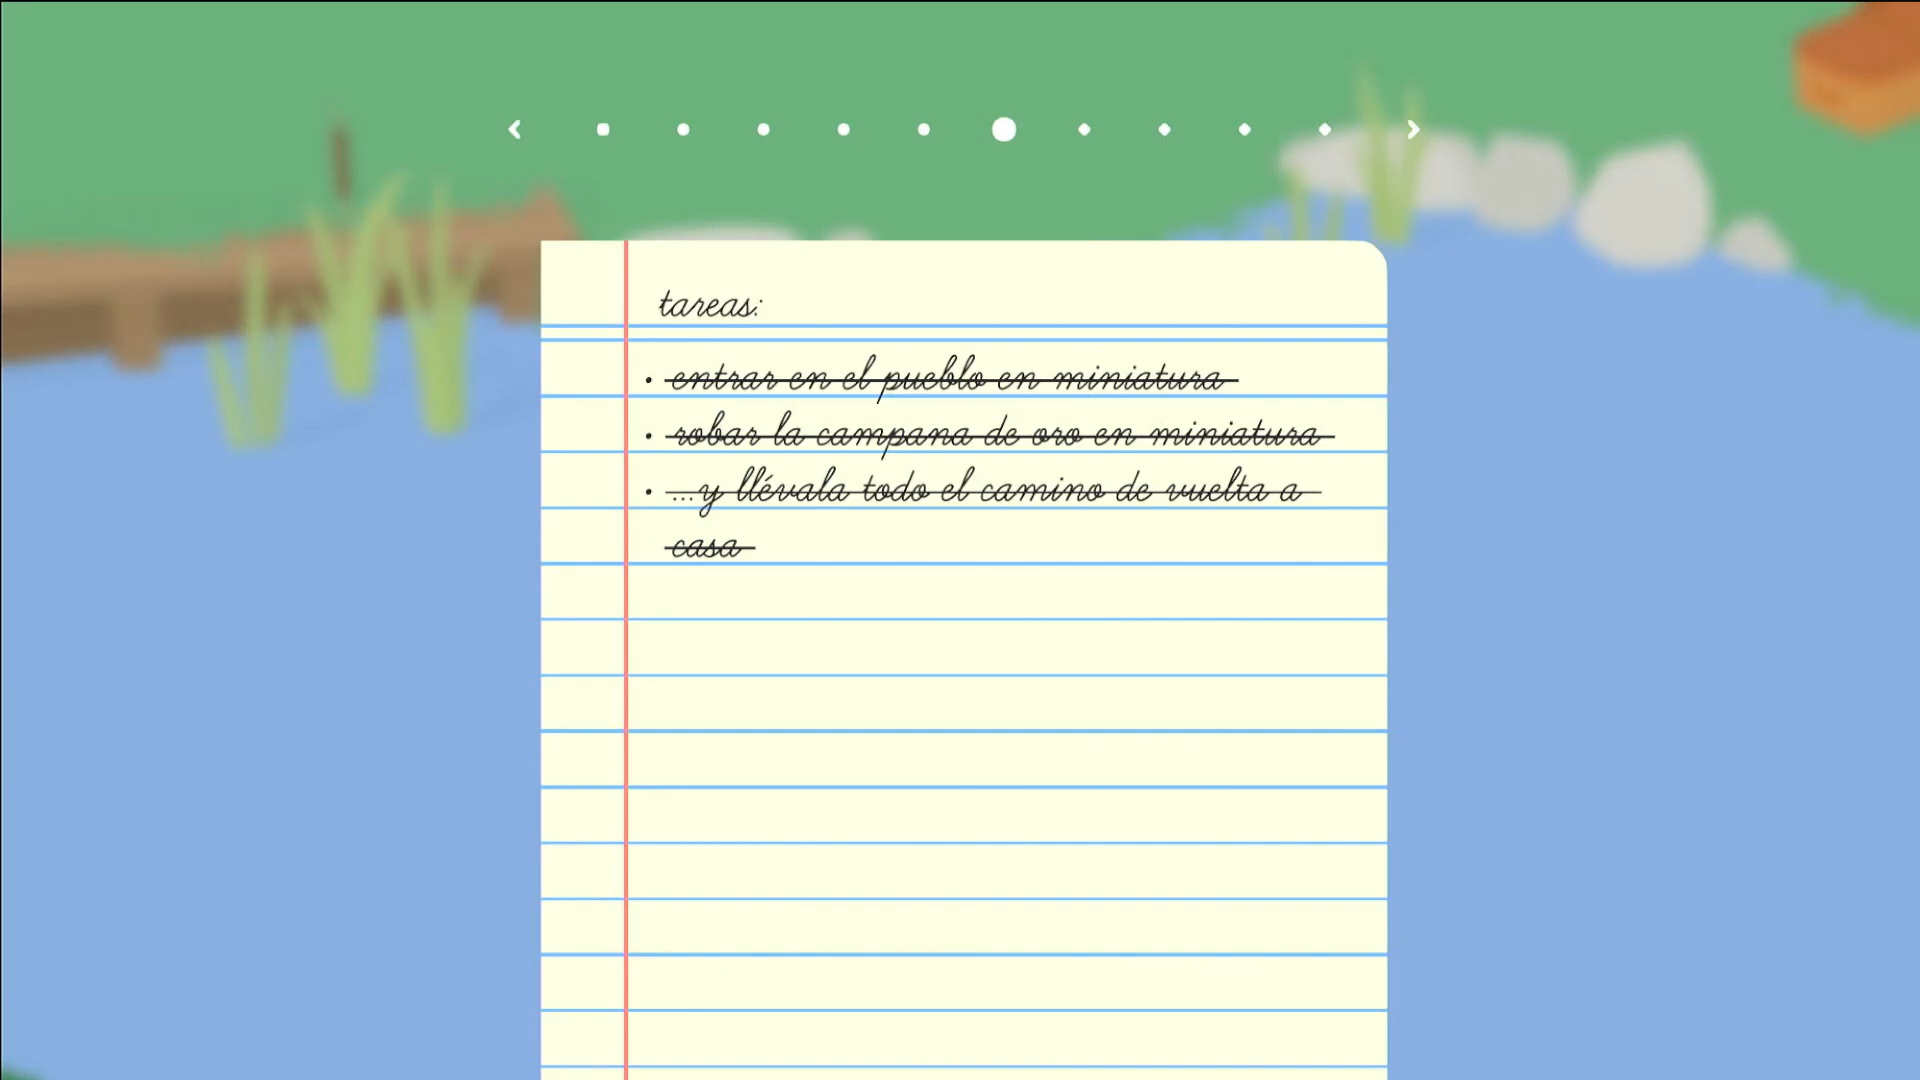 tareas:
• entrar en el pueblo en miniatura
• robar la campana de oro en miniatura
• ...y llévala todo el camino de vuelta a
casa